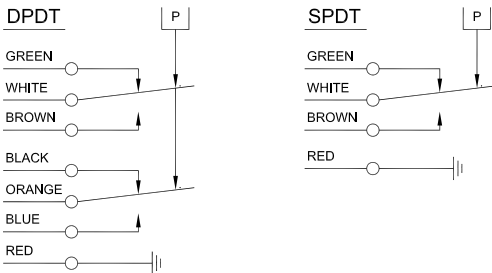 DPDT
P
GREEN
WHITE
BROWN
BLACK
ORANGE
BLUE
RED
SPDT
P
GREEN
WHITE
BROWN
RED